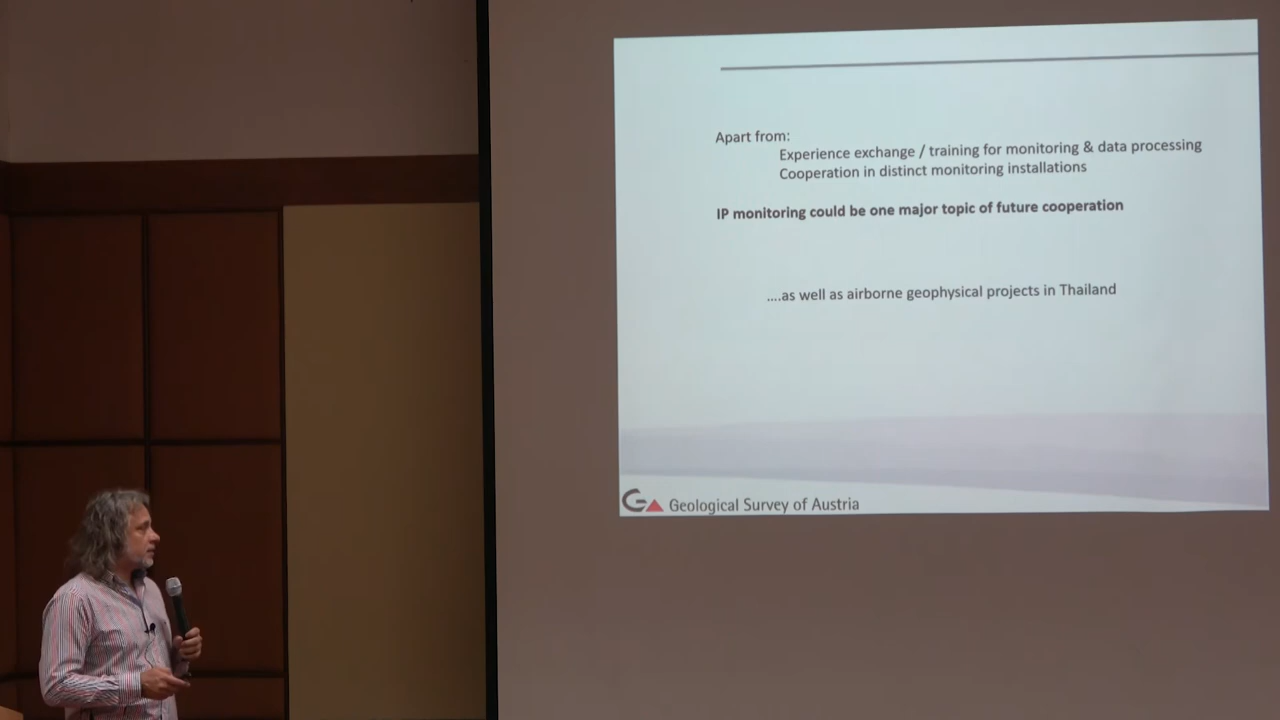 Apart from:
Experience exchange / training for monitoring & data processing
Cooperation in distinct monitoring installations
IP monitoring could be one major topic of future cooperation
....as well as airborne geophysical projects in Thailand
GA Geological Survey of Austria